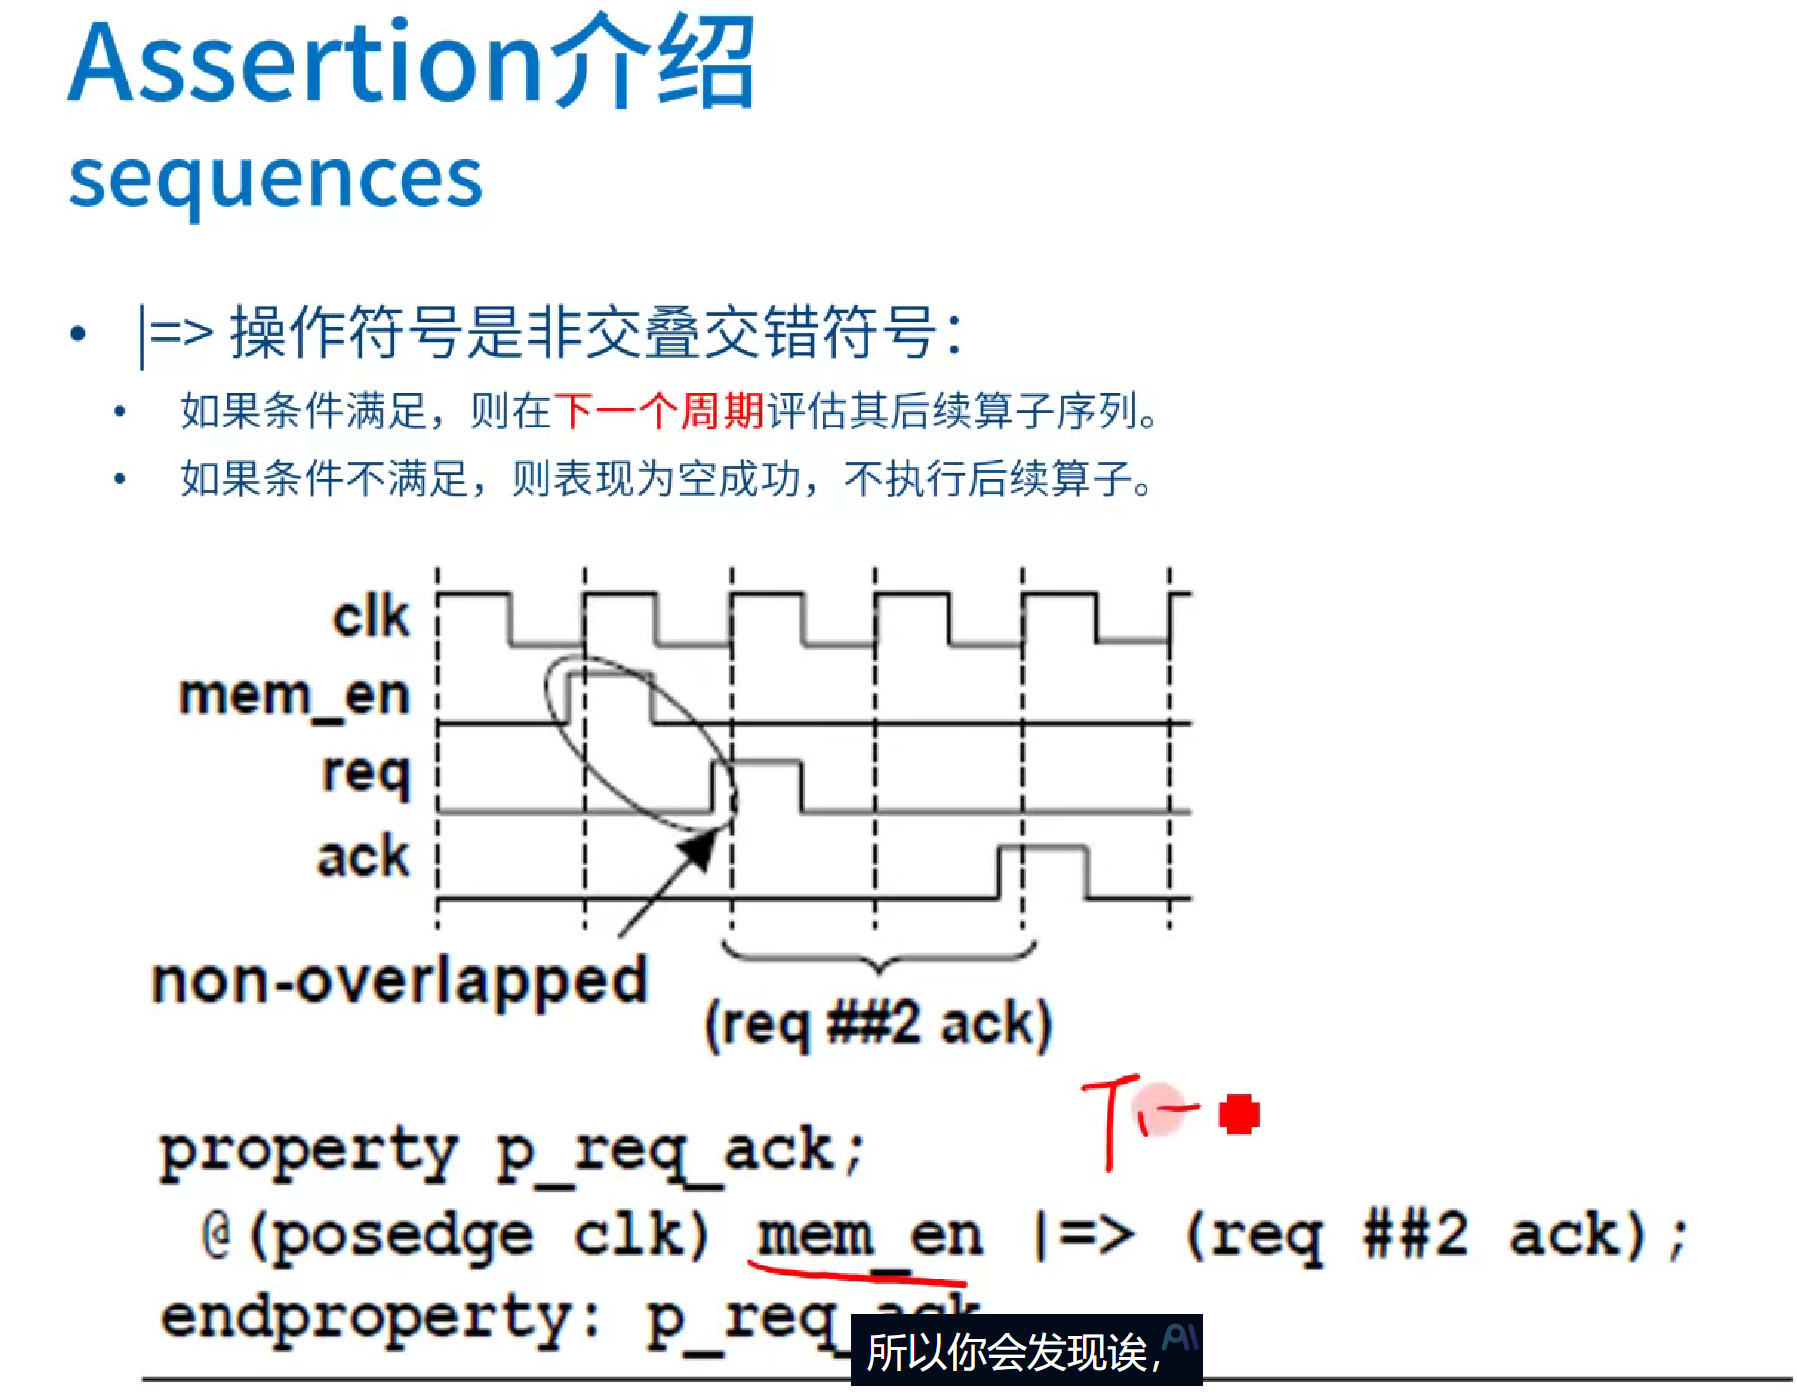 Assertion介绍
sequences
• |=> 操作符号是非交叠交错符号：
• 如果条件满足，则在下一个周期评估其后续算子序列。
• 如果条件不满足，则表现为空成功，不执行后续算子。
clk
mem_en
req
ack
non-overlapped
(req ##2 ack)
property p_req_ack;
@(posedge clk) mem_en |=> (req ##2 ack);
endproperty: p_req_ack
所以你会发现诶，